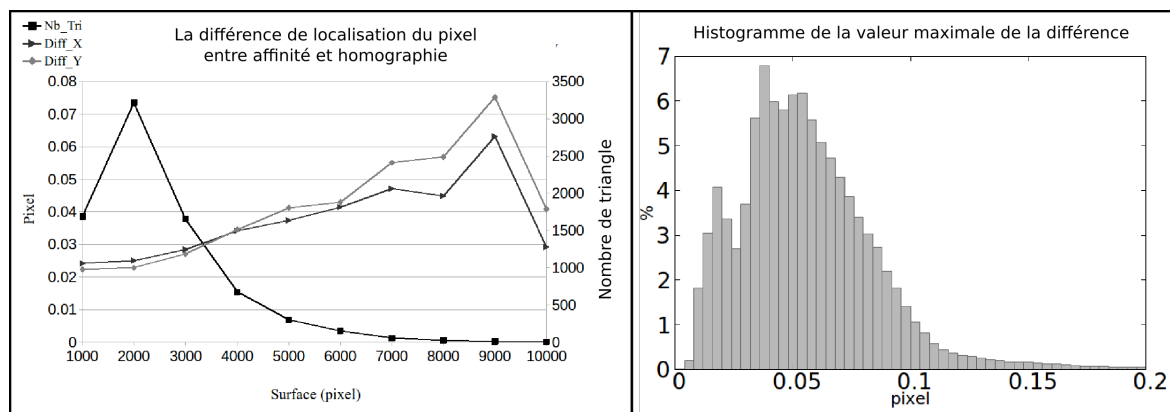 Nb_Tri
Diff_X
Diff_Y
La différence de localisation du pixel
entre affinité et homographie
0.08
0.07
0.06
0.05
0.04
0.03
0.02
0.01
0
Pixel
3500
3000
2500
2000
1500
1000
500
0
Nombre de triangle
1000 2000 3000 4000 5000 6000 7000 8000 9000 10000
Surface (pixel)
Histogramme de la valeur maximale de la différence
7
6
5
4
3
2
1
0
%
0 0.05 0.1 0.15 0.2
pixel